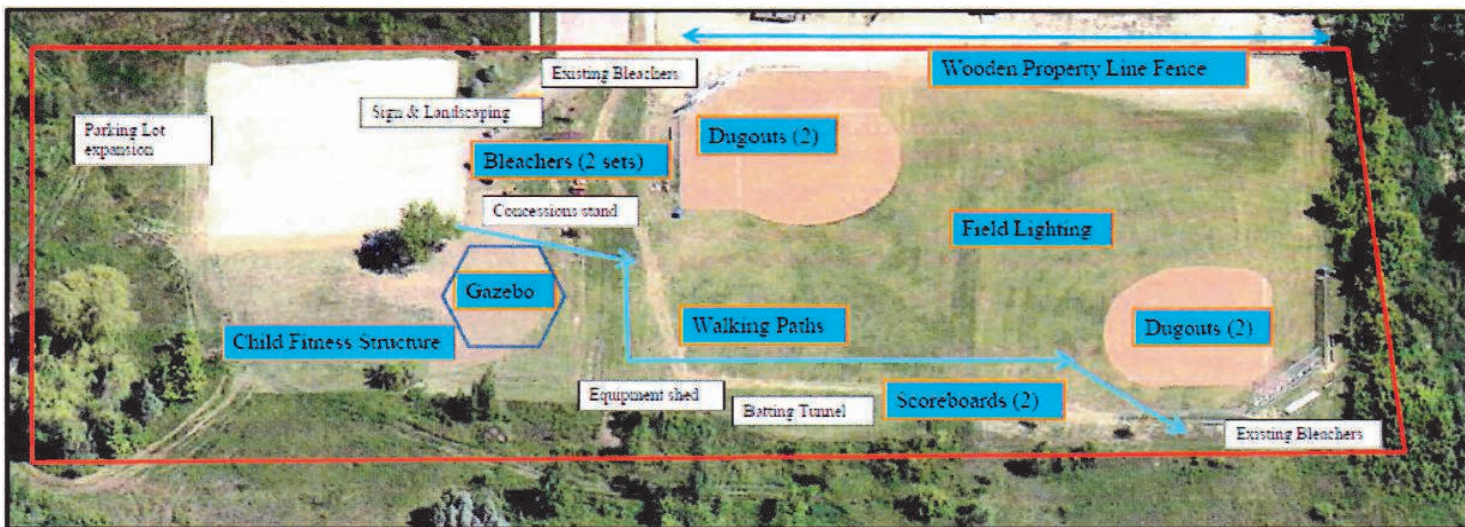 Existing Bleachers
Wooden Property Line Fence
Sign & Landscaping
Parking Lot
expansion
Dugouts (2)
Bleachers (2 sets)
Concessions stand
Field Lighting
Gazebo
Walking Paths
Dugouts (2)
Child Fitness Structure
Equipment shed
Batting Tunnel
Scoreboards (2)
Existing Bleachers